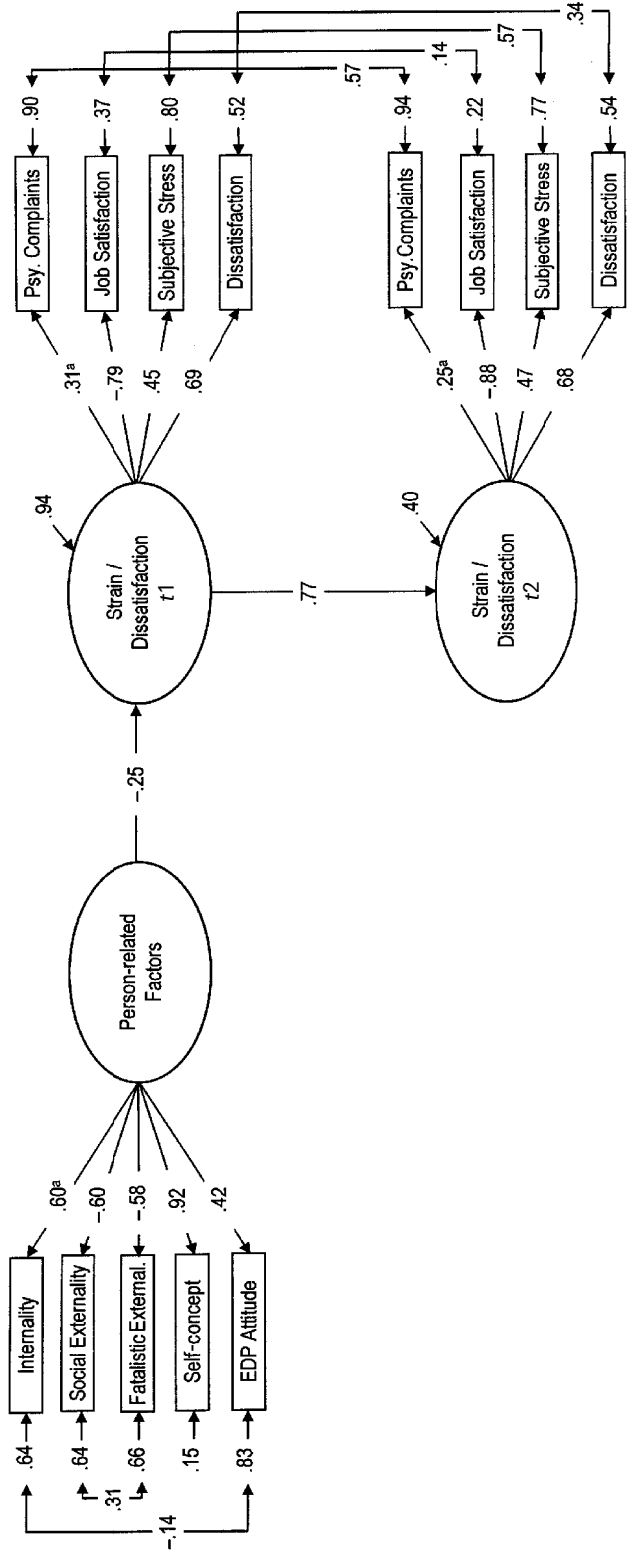 -.14
.31
.64
.64
.66
.15
.83
Internality
Social Externality
Fatalistic External.
Self-concept
EDP Attitude
.60ª
-.60
-.58
.92
.42
Person-related
Factors
-.25
.94
Strain /
Dissatisfaction
t1
.77
.31ª
-.79
.45
.69
Psy. Complaints
Job Satisfaction
Subjective Stress
Dissatisfaction
.90
.37
.80
.52
.40
Strain /
Dissatisfaction
t2
.25ª
-.88
.47
.68
Psy. Complaints
Job Satisfaction
Subjective Stress
Dissatisfaction
.94
.22
.77
.54
.57
.14
.57
.34